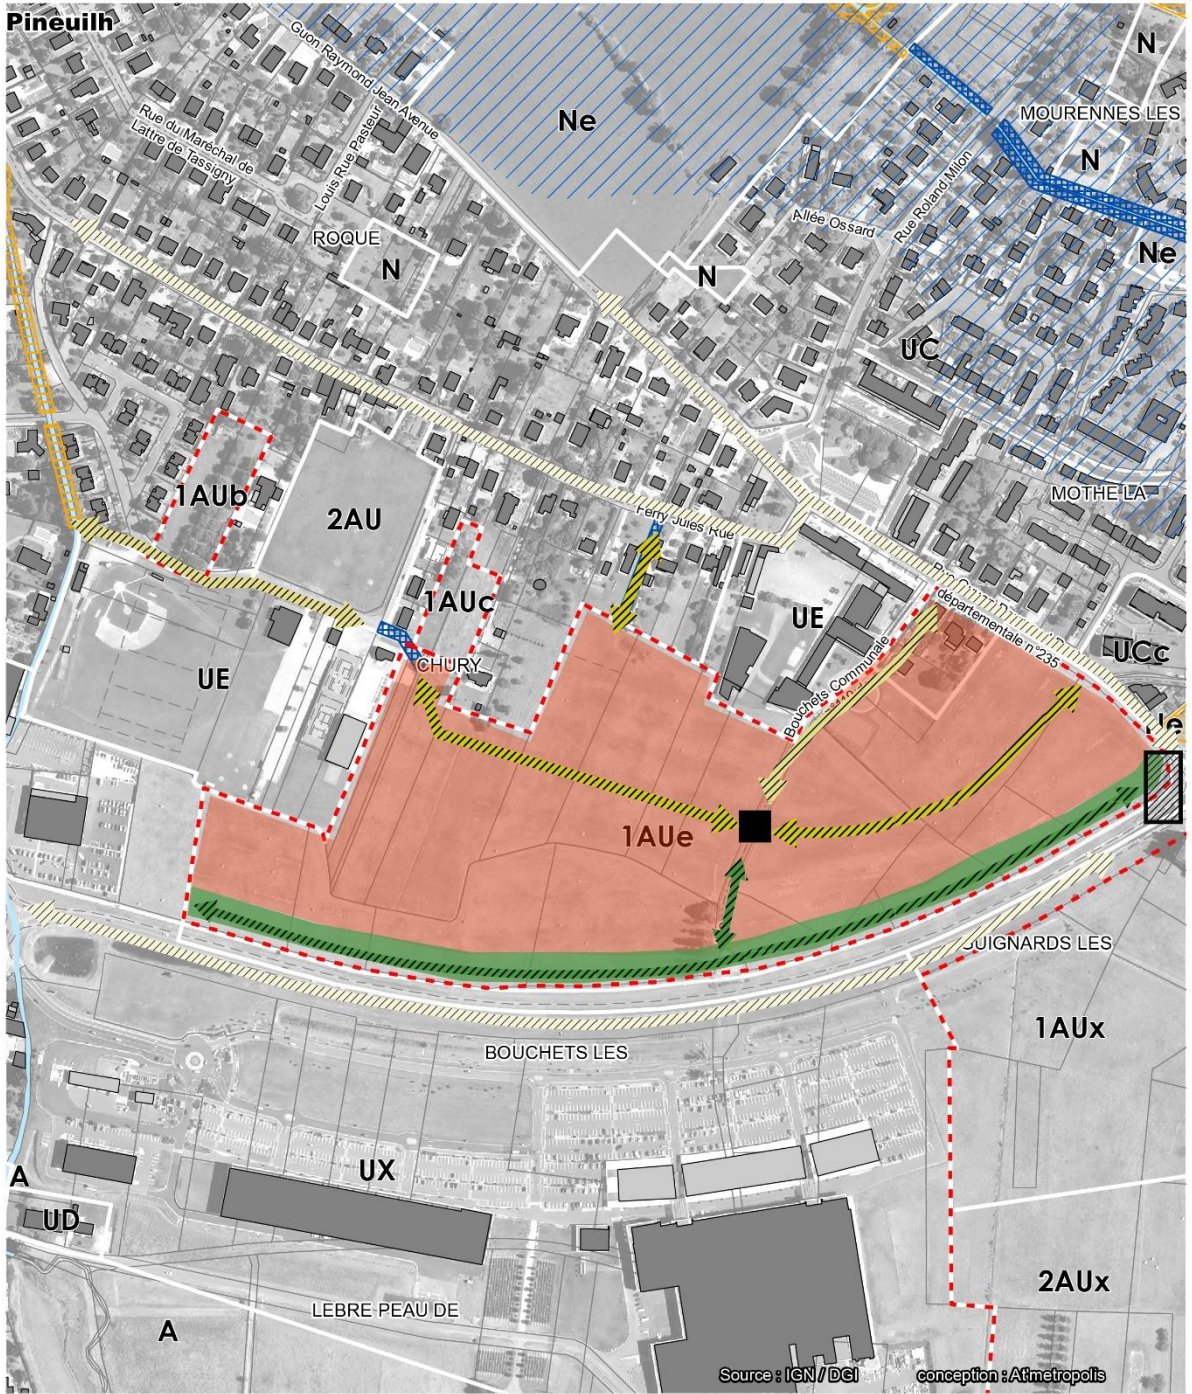 Pineuilh
Guon Raymond Jean Avenue
Rue du Maréchal de
Lattre de Tassigny
Louis Rue Pasteur
Ne
N
MOURENNES LES
N
Allée Ossard
Rue Roland Milon
Ne
ROQUE
N
N
UC
1AUb
2AU
MOTHE LA
Ferry Jules Rue
1AUc
UE
départementale n°235
UCc
UE
CHURY
Bouchets Communale
1AUe
GUIGNARDS LES
1AUx
BOUCHETS LES
UX
A
UD
2AUx
LEBRE PEAU DE
A
Source : IGN / DGI
conception : At'metropolis